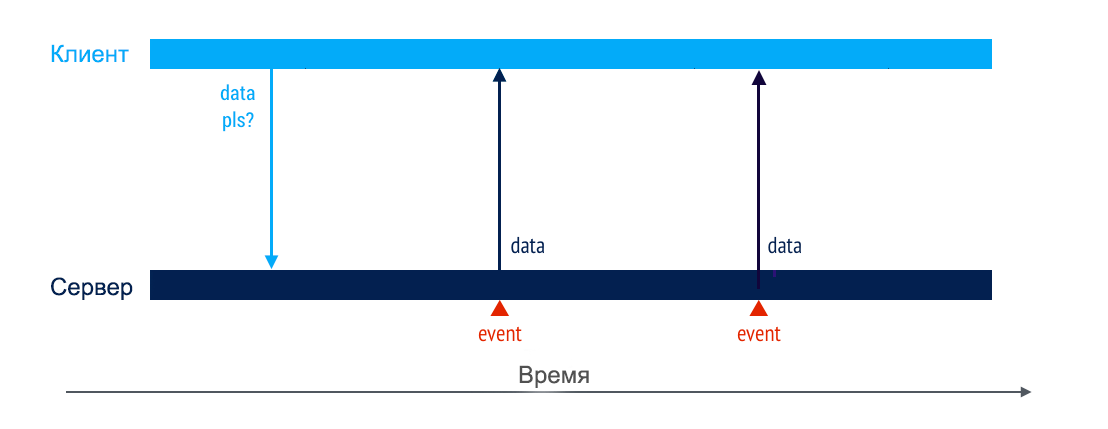 Клиент
data
pls?
data
data
Сервер
event
event
Время